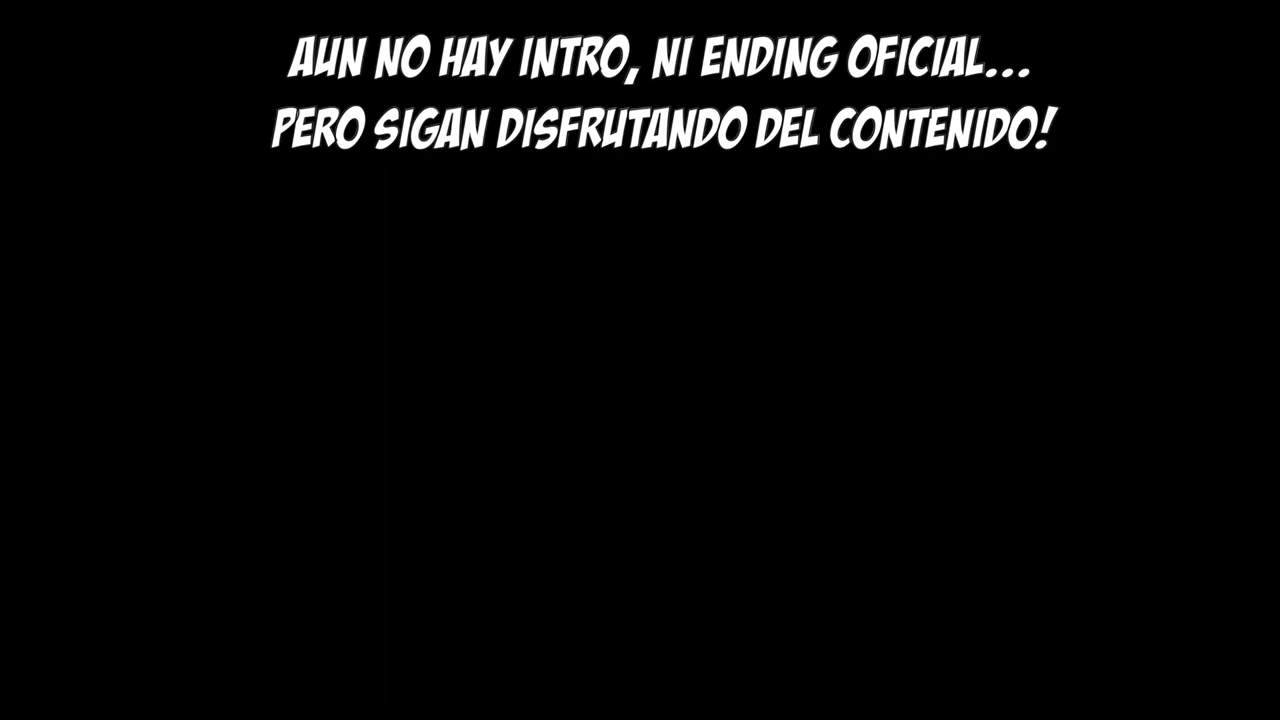 AUN NO HAY INTRO, NI ENDING OFICIAL...
PERO SIGAN DISFRUTANDO DEL CONTENIDO!